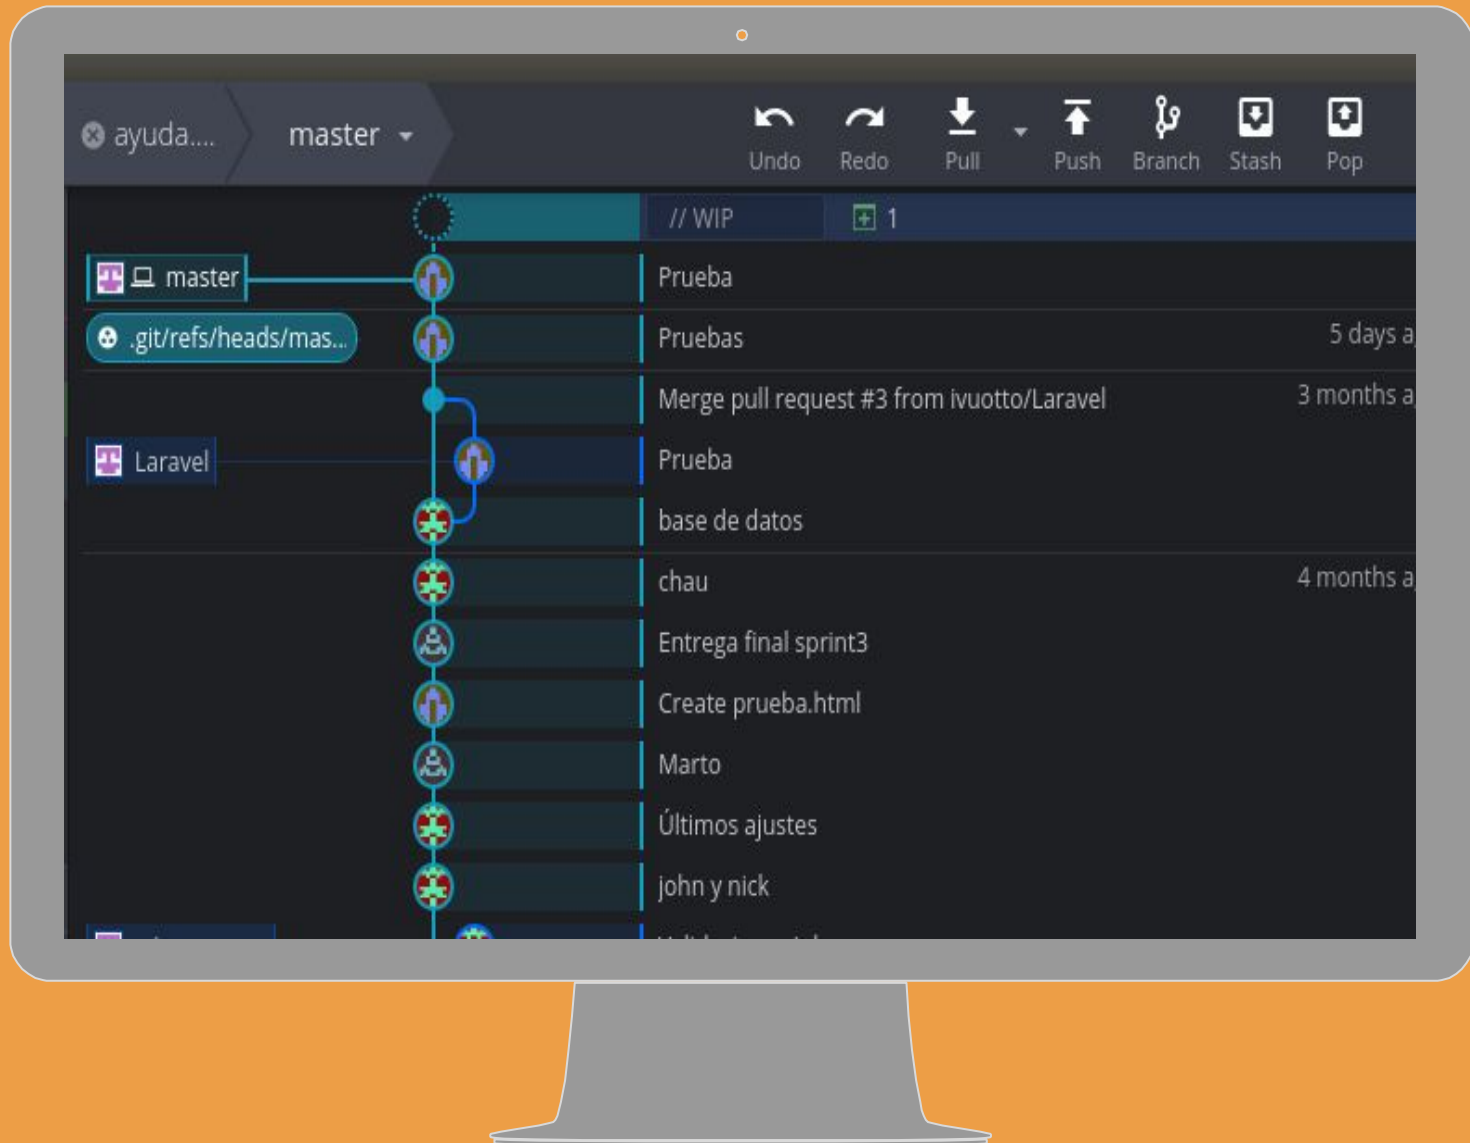 ayuda....
master
Undo Redo Pull Push Branch Stash Pop
// WIP 1
master Prueba
.git/refs/heads/mas... Pruebas 5 days a
Merge pull request #3 from ivuotto/Laravel 3 months a
Laravel Prueba
base de datos
chau 4 months a
Entrega final sprint3
Create prueba.html
Marto
Últimos ajustes
john y nick